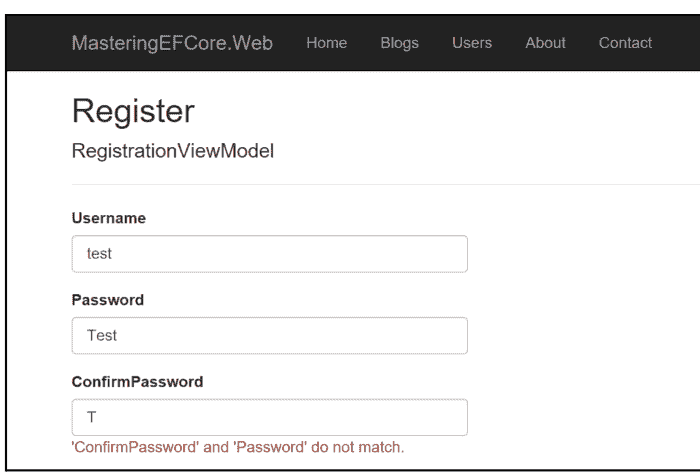 MasteringEFCore.Web Home Blogs Users About Contact
Register
RegistrationViewModel
Username
test
Password
Test
ConfirmPassword
T
'ConfirmPassword' and 'Password' do not match.